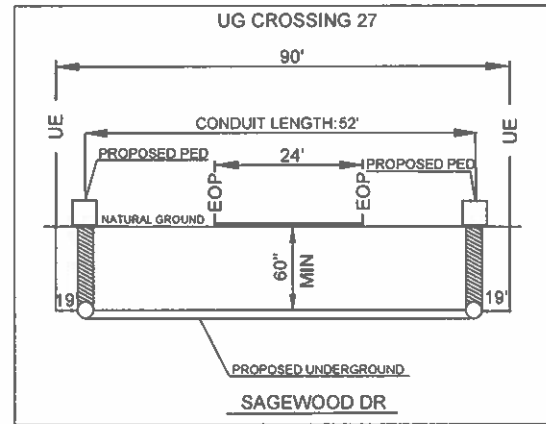 UG CROSSING 27
90'
UE
UE
CONDUIT LENGTH:52'
PROPOSED PED
24'
PROPOSED PED
EOP
EOP
NATURAL GROUND
60"
MIN
19'
19'
PROPOSED UNDERGROUND
SAGEWOOD DR